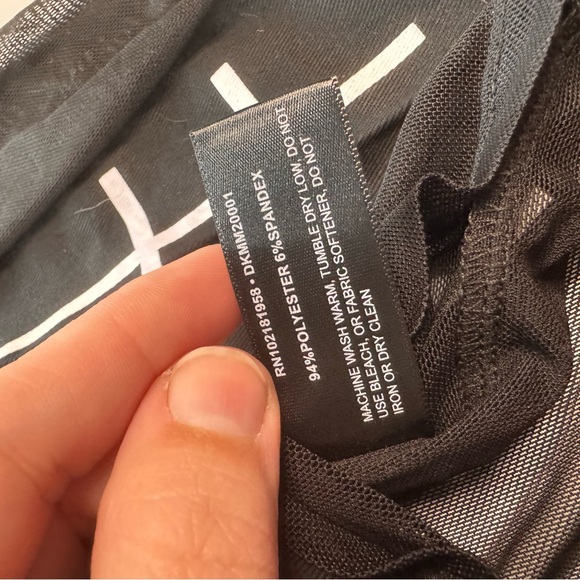 RN102181958 • DKMM20001
94%POLYESTER 6%SPANDEX
MACHINE WASH WARM, TUMBLE DRY LOW, DO NOT
USE BLEACH, OR FABRIC SOFTENER, DO NOT
IRON OR DRY CLEAN